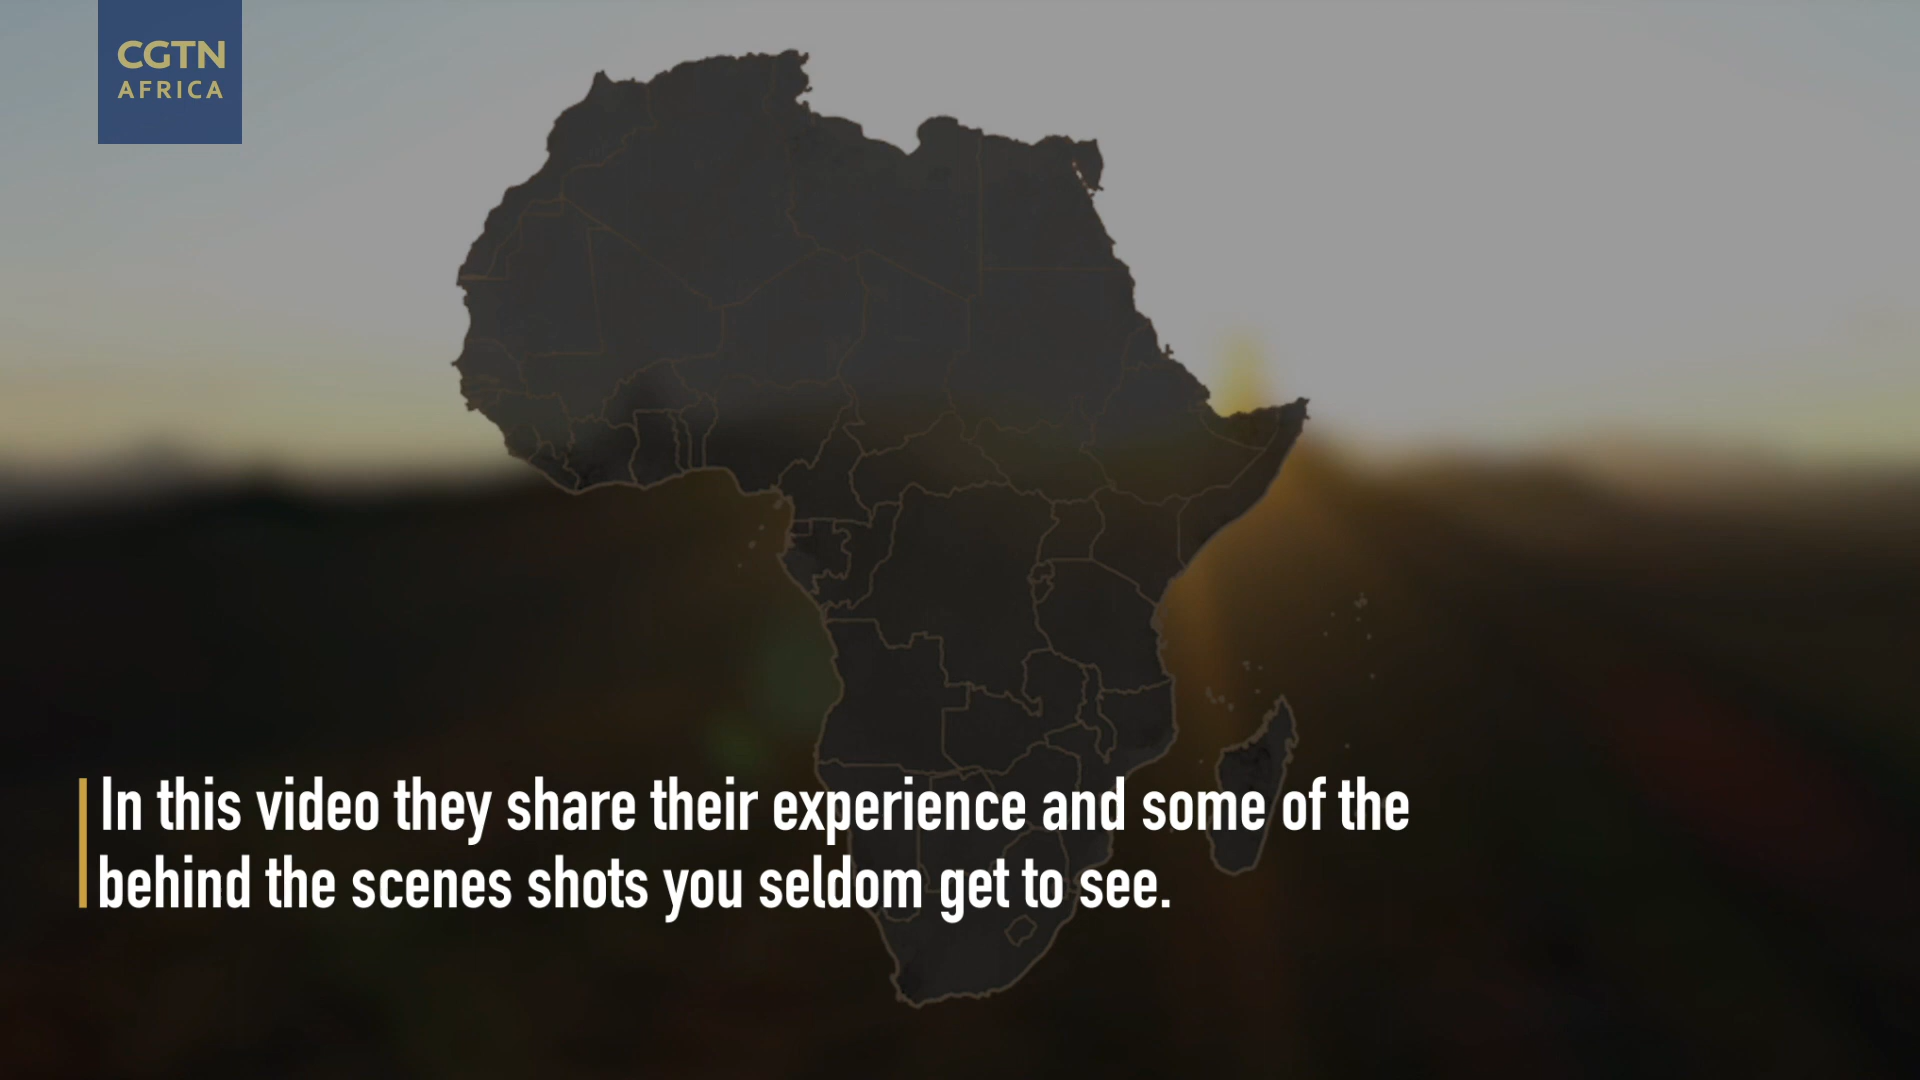 CGTN
AFRICA
In this video they share their experience and some of the
behind the scenes shots you seldom get to see.